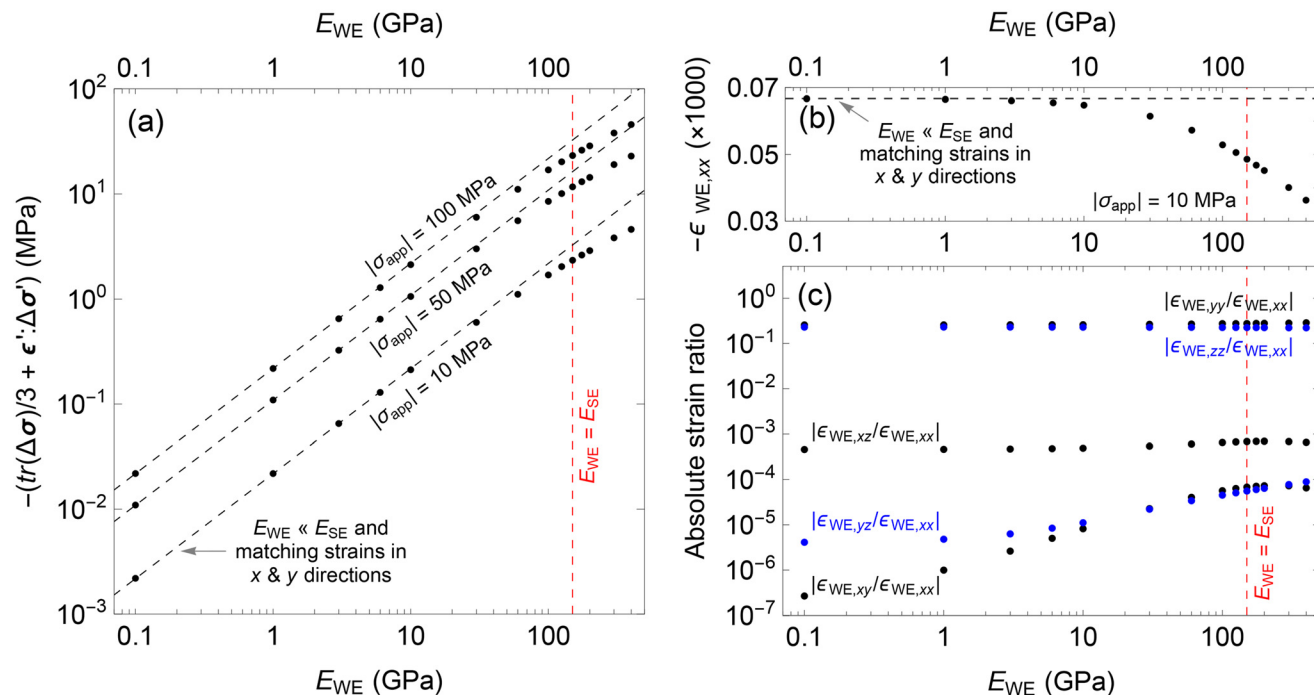 E_WE (GPa)
0.1 1 10 100
(a)
−(tr(Δσ)/3 + ϵ':Δσ') (MPa)
10^2
10^1
10^0
10^−1
10^−2
10^−3
|σ_app| = 100 MPa
|σ_app| = 50 MPa
|σ_app| = 10 MPa
E_WE = E_SE
E_WE ≪ E_SE and
matching strains in
x & y directions
0.1 1 10 100
E_WE (GPa)
E_WE (GPa)
0.1 1 10 100
(b)
−ϵ_WE,xx (×1000)
0.07
0.05
0.03
E_WE ≪ E_SE and
matching strains in
x & y directions
|σ_app| = 10 MPa
(c)
Absolute strain ratio
10^0
10^−1
10^−2
10^−3
10^−4
10^−5
10^−6
10^−7
|ϵ_WE,yy/ϵ_WE,xx|
|ϵ_WE,zz/ϵ_WE,xx|
|ϵ_WE,xz/ϵ_WE,xx|
|ϵ_WE,yz/ϵ_WE,xx|
|ϵ_WE,xy/ϵ_WE,xx|
E_WE = E_SE
0.1 1 10 100
E_WE (GPa)